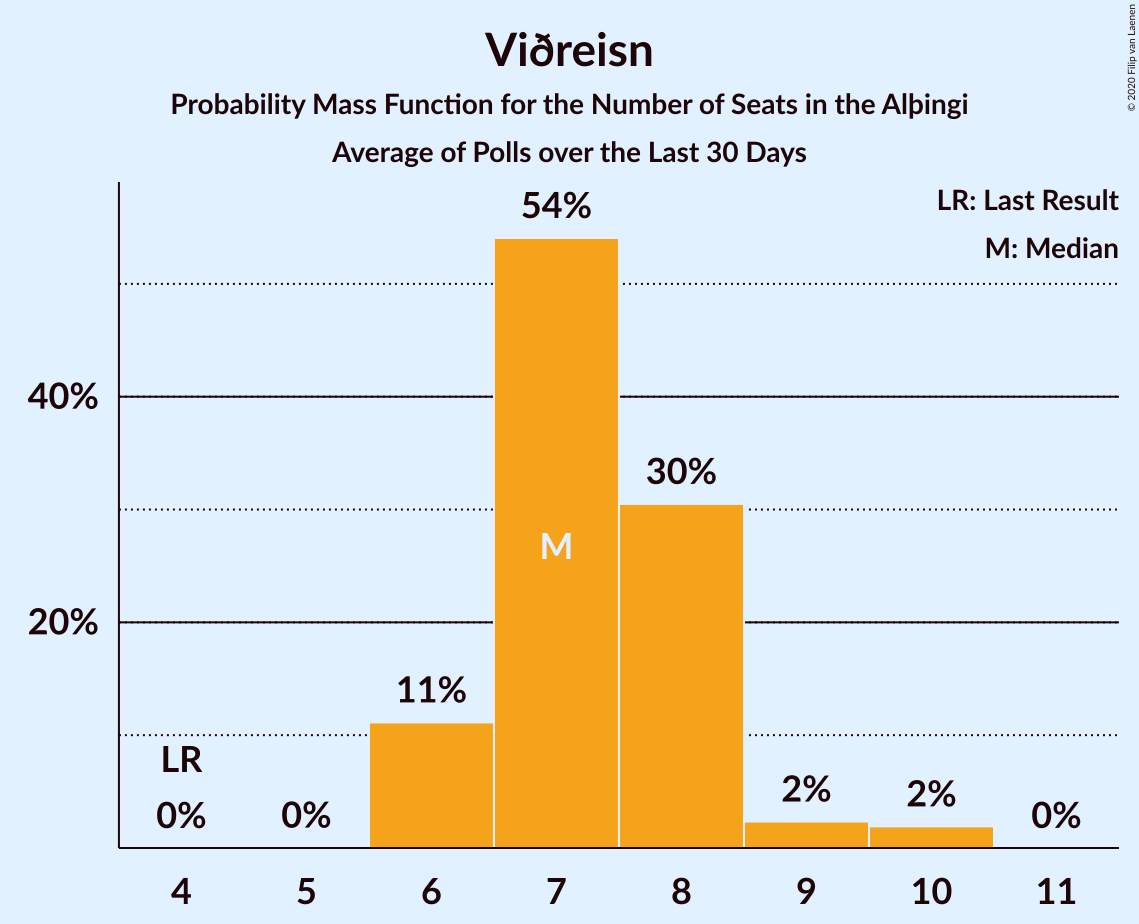 Viðreisn
Probability Mass Function for the Number of Seats in the Alþingi
Average of Polls over the Last 30 Days
© 2020 Filip van Laenen
LR: Last Result
M: Median
54%
40%
30%
M
20%
11%
LR
0%
0%
2%
2%
0%
4
5
6
7
8
9
10
11